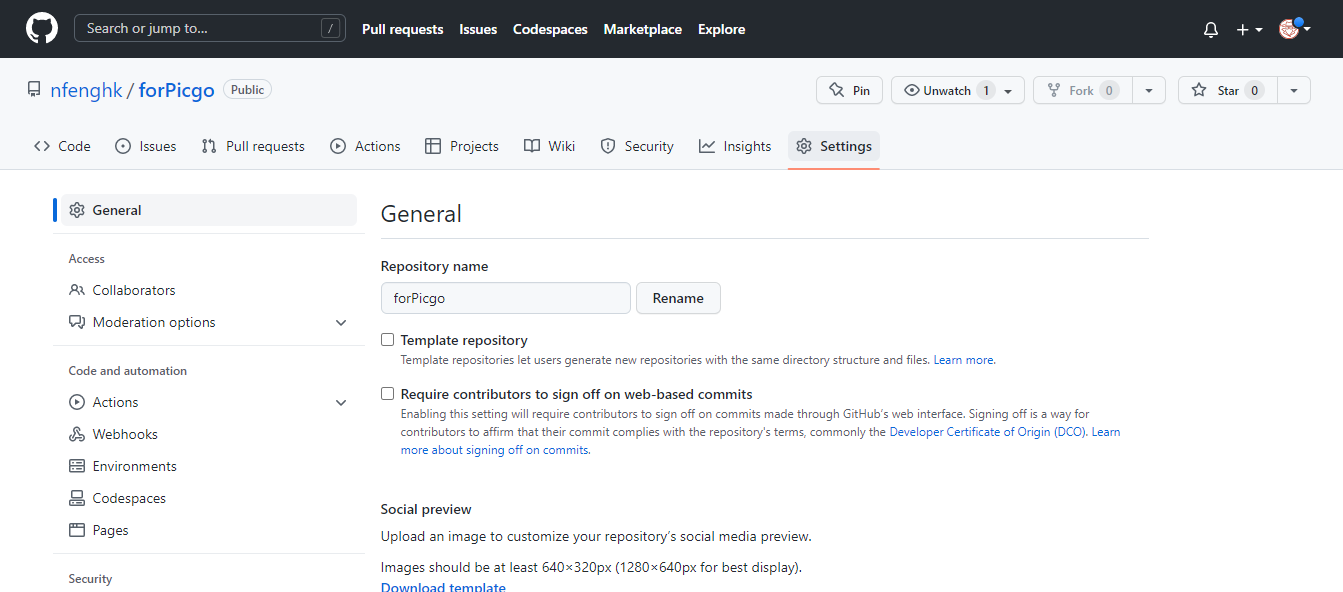 Search or jump to... /
Pull requests Issues Codespaces Marketplace Explore
nfenghk / forPicgo Public
Pin Unwatch 1 Fork 0 Star 0
Code Issues Pull requests Actions Projects Wiki Security Insights Settings
General
Access
Collaborators
Moderation options
Code and automation
Actions
Webhooks
Environments
Codespaces
Pages
Security
General
Repository name
forPicgo Rename
Template repository
Template repositories let users generate new repositories with the same directory structure and files. Learn more.
Require contributors to sign off on web-based commits
Enabling this setting will require contributors to sign off on commits made through GitHub's web interface. Signing off is a way for
contributors to affirm that their commit complies with the repository's terms, commonly the Developer Certificate of Origin (DCO). Learn
more about signing off on commits.
Social preview
Upload an image to customize your repository's social media preview.
Images should be at least 640×320px (1280×640px for best display).
Download template